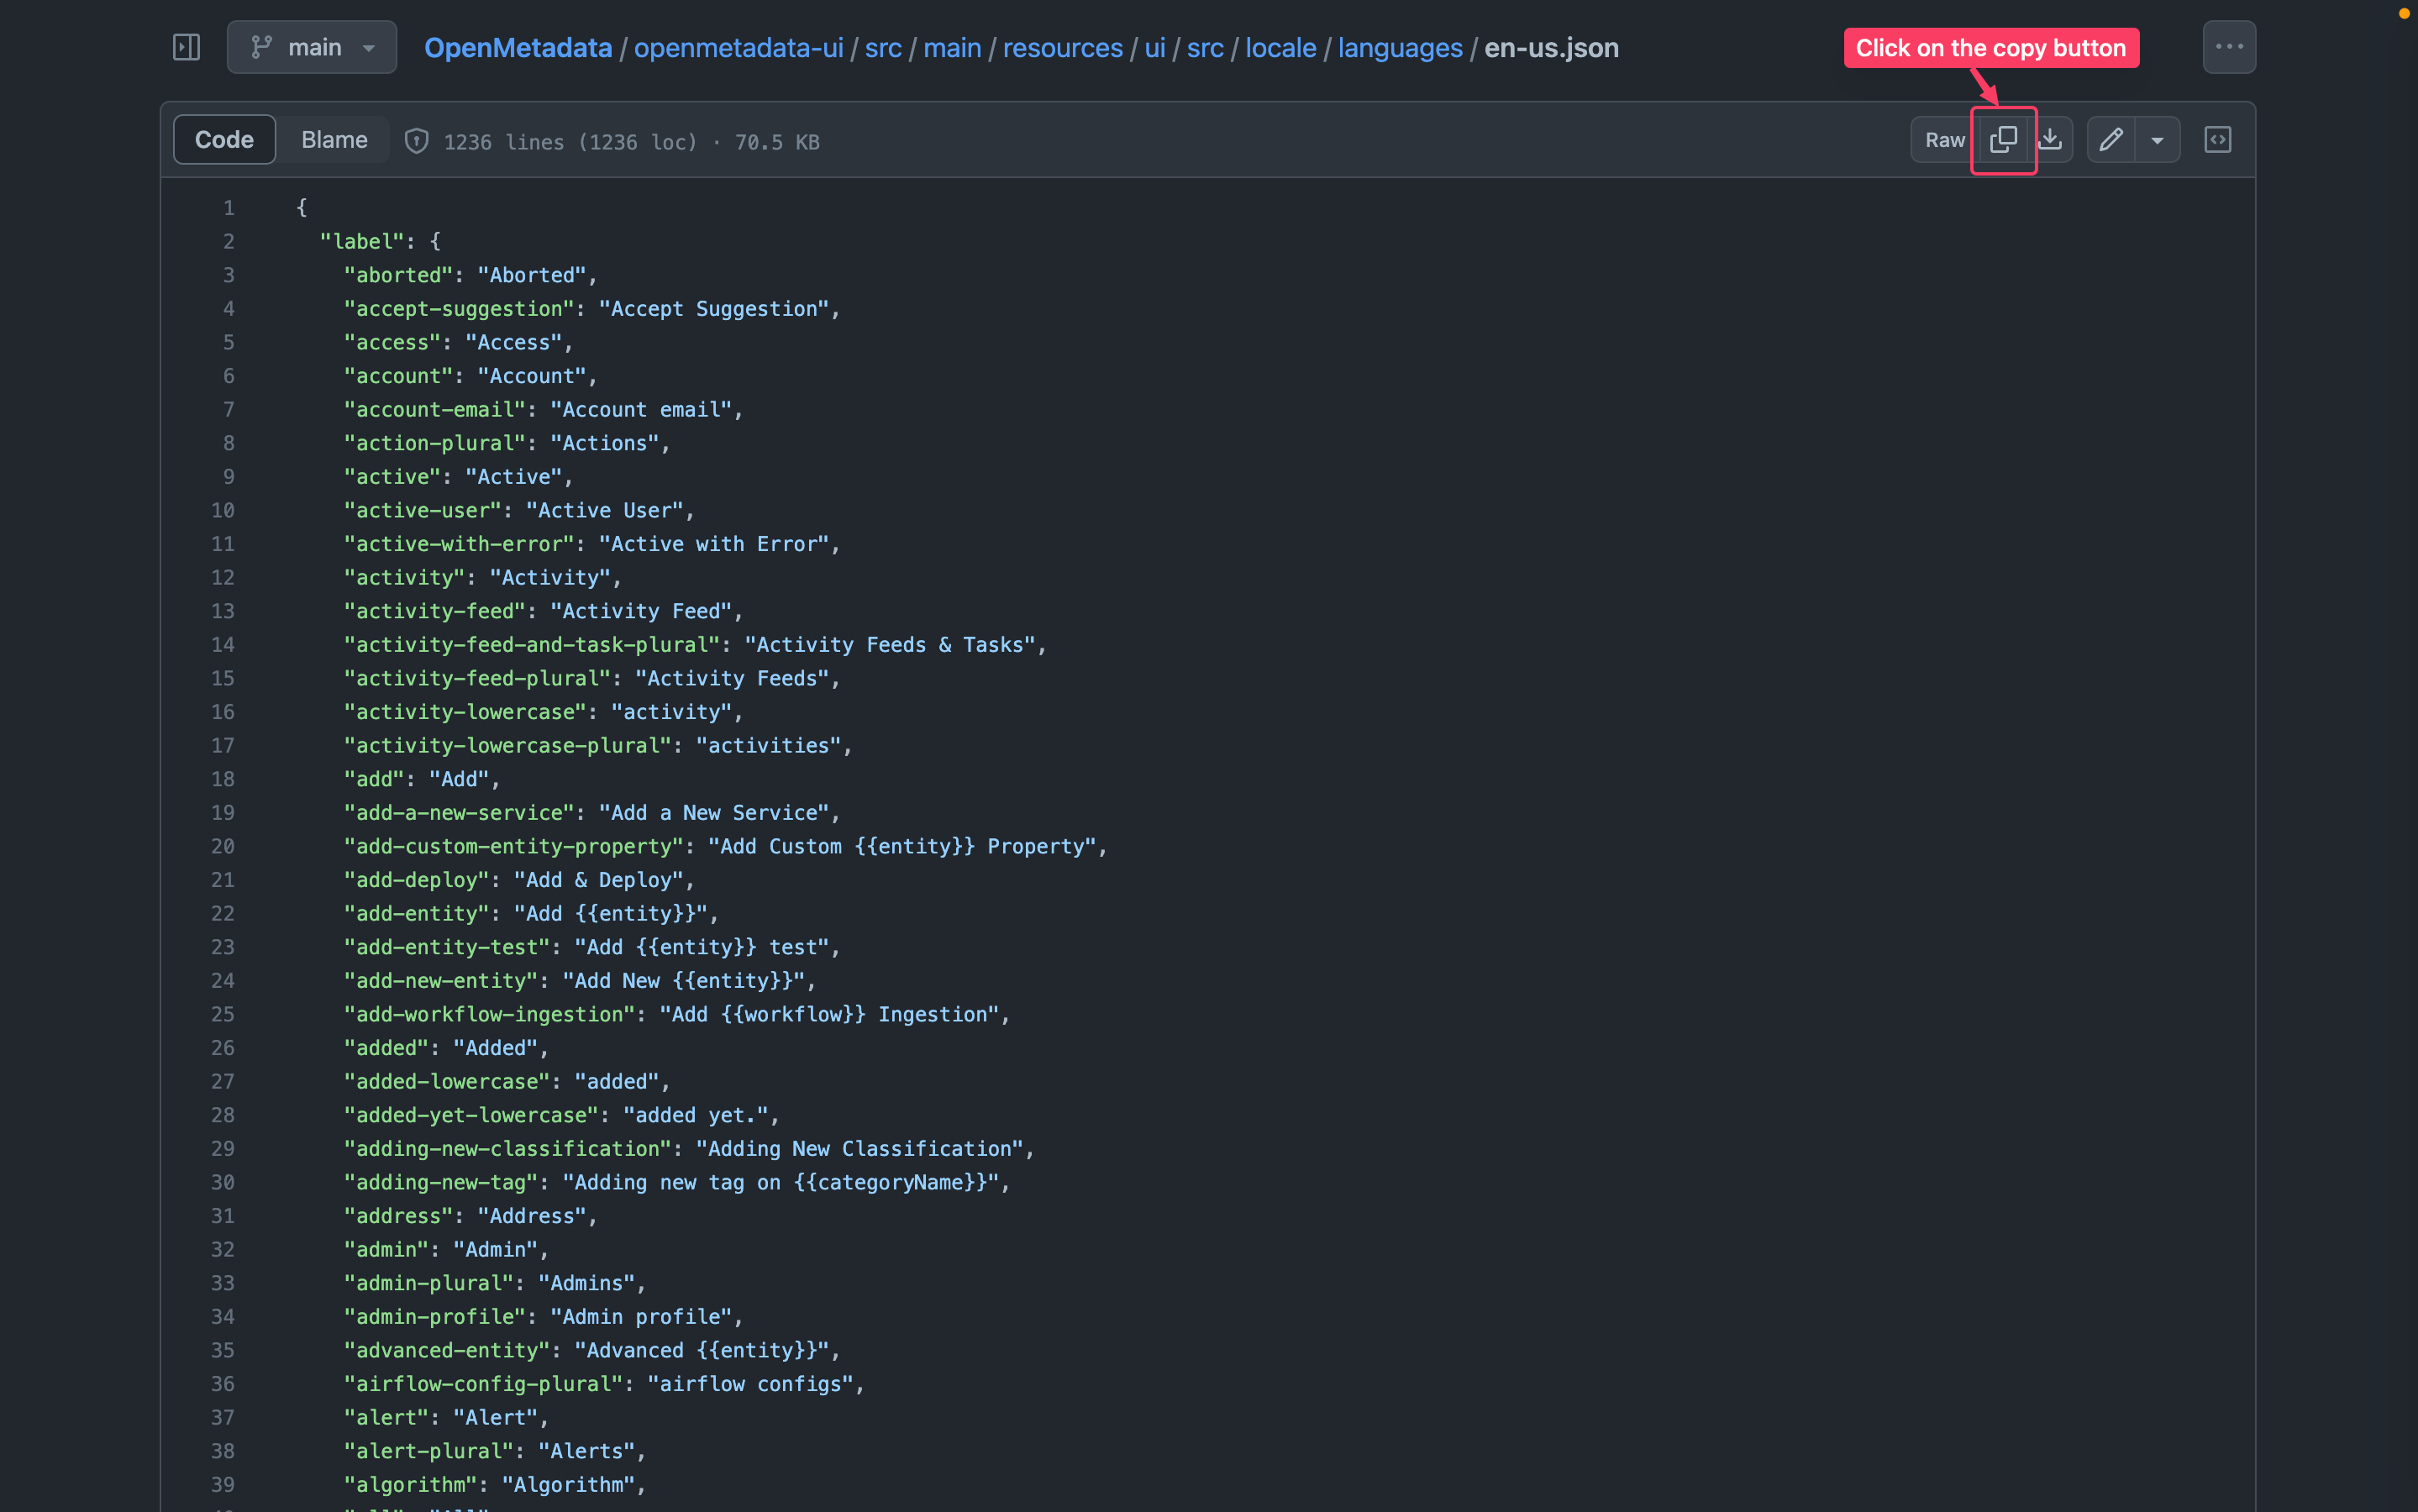 main OpenMetadata / openmetadata-ui / src / main / resources / ui / src / locale / languages / en-us.json Click on the copy button
Code Blame 1236 lines (1236 loc) · 70.5 KB Raw
1 {
2 "label": {
3 "aborted": "Aborted",
4 "accept-suggestion": "Accept Suggestion",
5 "access": "Access",
6 "account": "Account",
7 "account-email": "Account email",
8 "action-plural": "Actions",
9 "active": "Active",
10 "active-user": "Active User",
11 "active-with-error": "Active with Error",
12 "activity": "Activity",
13 "activity-feed": "Activity Feed",
14 "activity-feed-and-task-plural": "Activity Feeds & Tasks",
15 "activity-feed-plural": "Activity Feeds",
16 "activity-lowercase": "activity",
17 "activity-lowercase-plural": "activities",
18 "add": "Add",
19 "add-a-new-service": "Add a New Service",
20 "add-custom-entity-property": "Add Custom {{entity}} Property",
21 "add-deploy": "Add & Deploy",
22 "add-entity": "Add {{entity}}",
23 "add-entity-test": "Add {{entity}} test",
24 "add-new-entity": "Add New {{entity}}",
25 "add-workflow-ingestion": "Add {{workflow}} Ingestion",
26 "added": "Added",
27 "added-lowercase": "added",
28 "added-yet-lowercase": "added yet.",
29 "adding-new-classification": "Adding New Classification",
30 "adding-new-tag": "Adding new tag on {{categoryName}}",
31 "address": "Address",
32 "admin": "Admin",
33 "admin-plural": "Admins",
34 "admin-profile": "Admin profile",
35 "advanced-entity": "Advanced {{entity}}",
36 "airflow-config-plural": "airflow configs",
37 "alert": "Alert",
38 "alert-plural": "Alerts",
39 "algorithm": "Algorithm",